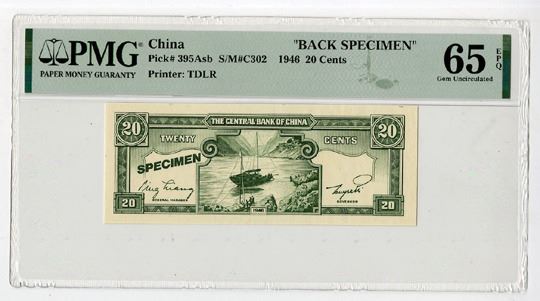 PMG
PAPER MONEY GUARANTY
China "BACK SPECIMEN"
Pick# 395Asb S/M#C302 1946 20 Cents
Printer: TDLR
65 EPQ
Gem Uncirculated
20 THE CENTRAL BANK OF CHINA 20
TWENTY CENTS
SPECIMEN
GENERAL MANAGER GOVERNOR
20 1946 20